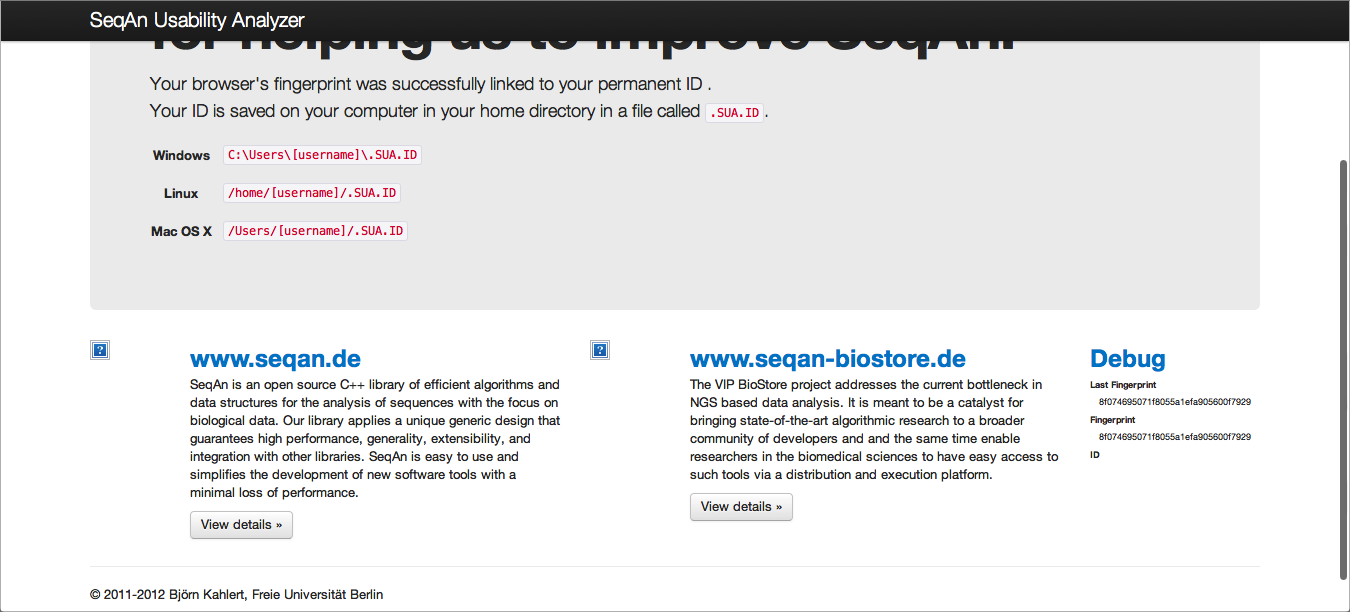 SeqAn Usability Analyzer
for helping us to improve SeqAn!
Your browser's fingerprint was successfully linked to your permanent ID .
Your ID is saved on your computer in your home directory in a file called .SUA.ID.
Windows C:\Users\[username]\.SUA.ID
Linux /home/[username]/.SUA.ID
Mac OS X /Users/[username]/.SUA.ID
www.seqan.de
SeqAn is an open source C++ library of efficient algorithms and
data structures for the analysis of sequences with the focus on
biological data. Our library applies a unique generic design that
guarantees high performance, generality, extensibility, and
integration with other libraries. SeqAn is easy to use and
simplifies the development of new software tools with a
minimal loss of performance.
View details »
www.seqan-biostore.de
The VIP BioStore project addresses the current bottleneck in
NGS based data analysis. It is meant to be a catalyst for
bringing state-of-the-art algorithmic research to a broader
community of developers and and the same time enable
researchers in the biomedical sciences to have easy access to
such tools via a distribution and execution platform.
View details »
Debug
Last Fingerprint
8f074695071f8055a1efa905600f7929
Fingerprint
8f074695071f8055a1efa905600f7929
ID
© 2011-2012 Björn Kahlert, Freie Universität Berlin